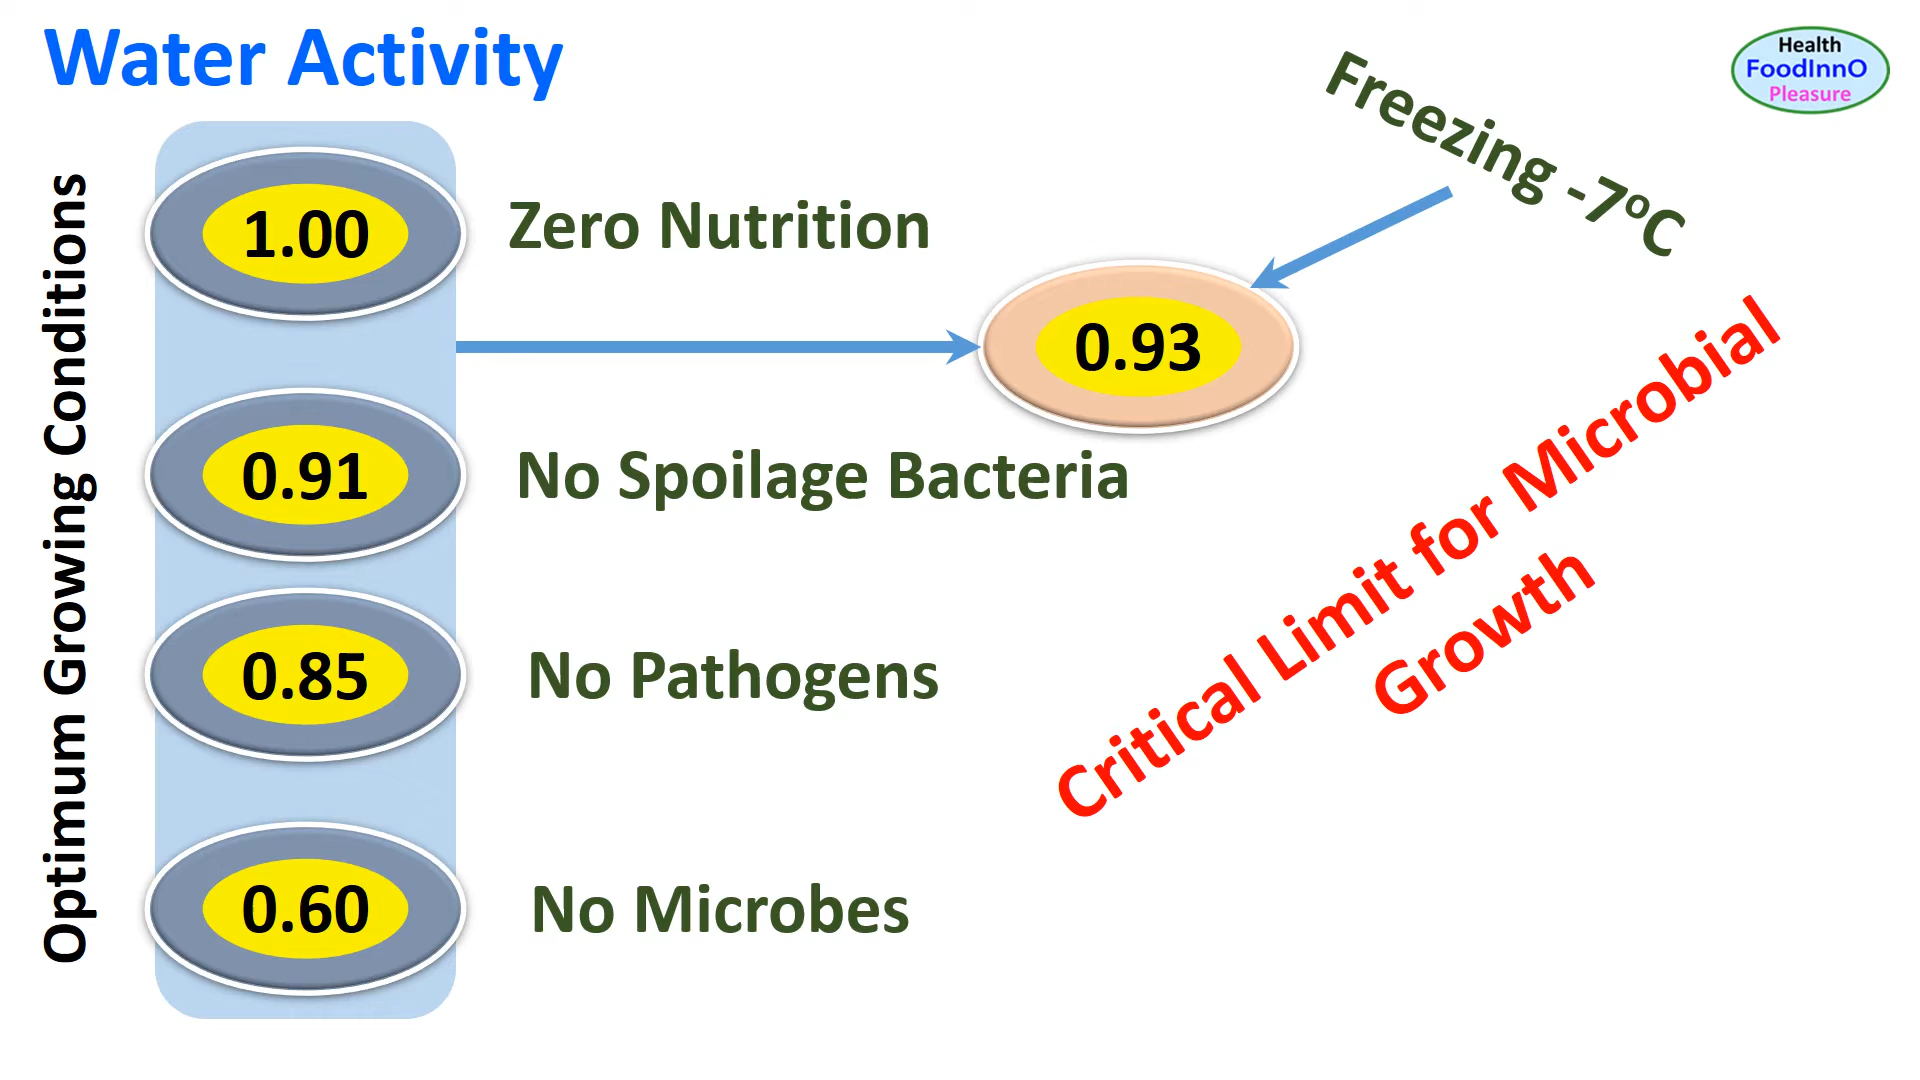 Water Activity
Health
FoodInnO
Pleasure
Freezing -7°C
Optimum Growing Conditions
1.00
Zero Nutrition
0.93
0.91
No Spoilage Bacteria
Critical Limit for Microbial
Growth
0.85
No Pathogens
0.60
No Microbes